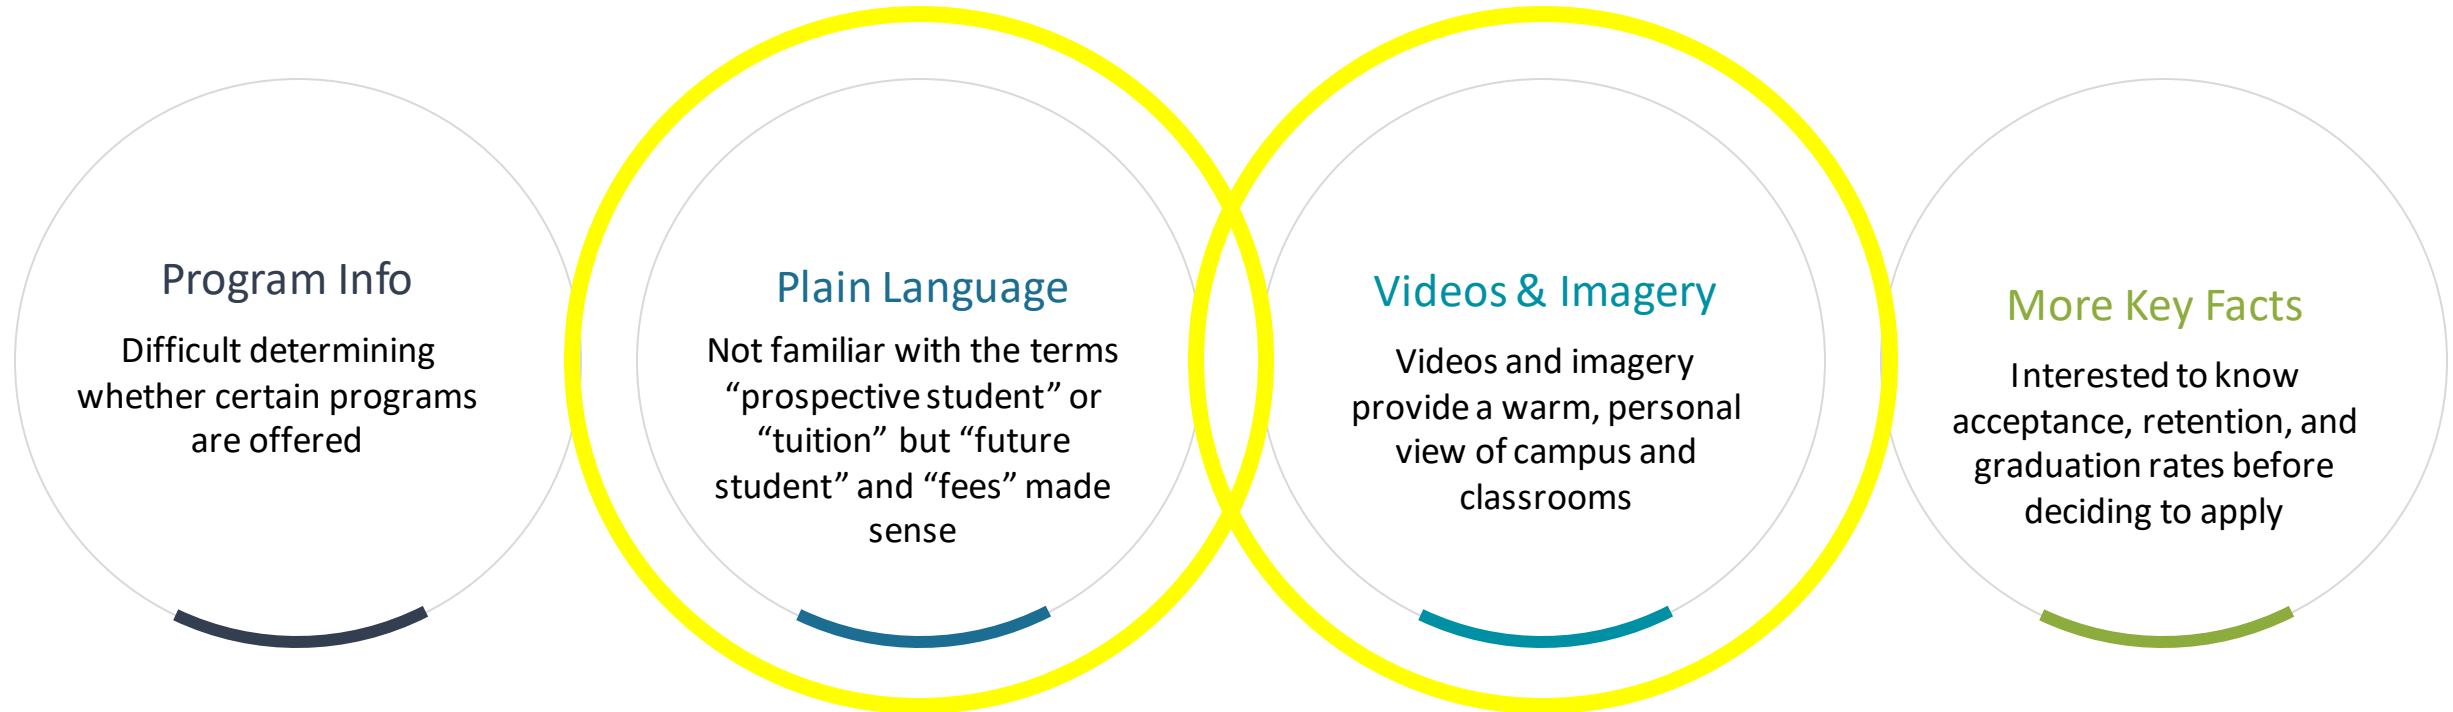 Program Info
Difficult determining
whether certain programs
are offered
Plain Language
Not familiar with the terms
“prospective student” or
“tuition” but “future
student” and “fees” made
sense
Videos & Imagery
Videos and imagery
provide a warm, personal
view of campus and
classrooms
More Key Facts
Interested to know
acceptance, retention, and
graduation rates before
deciding to apply